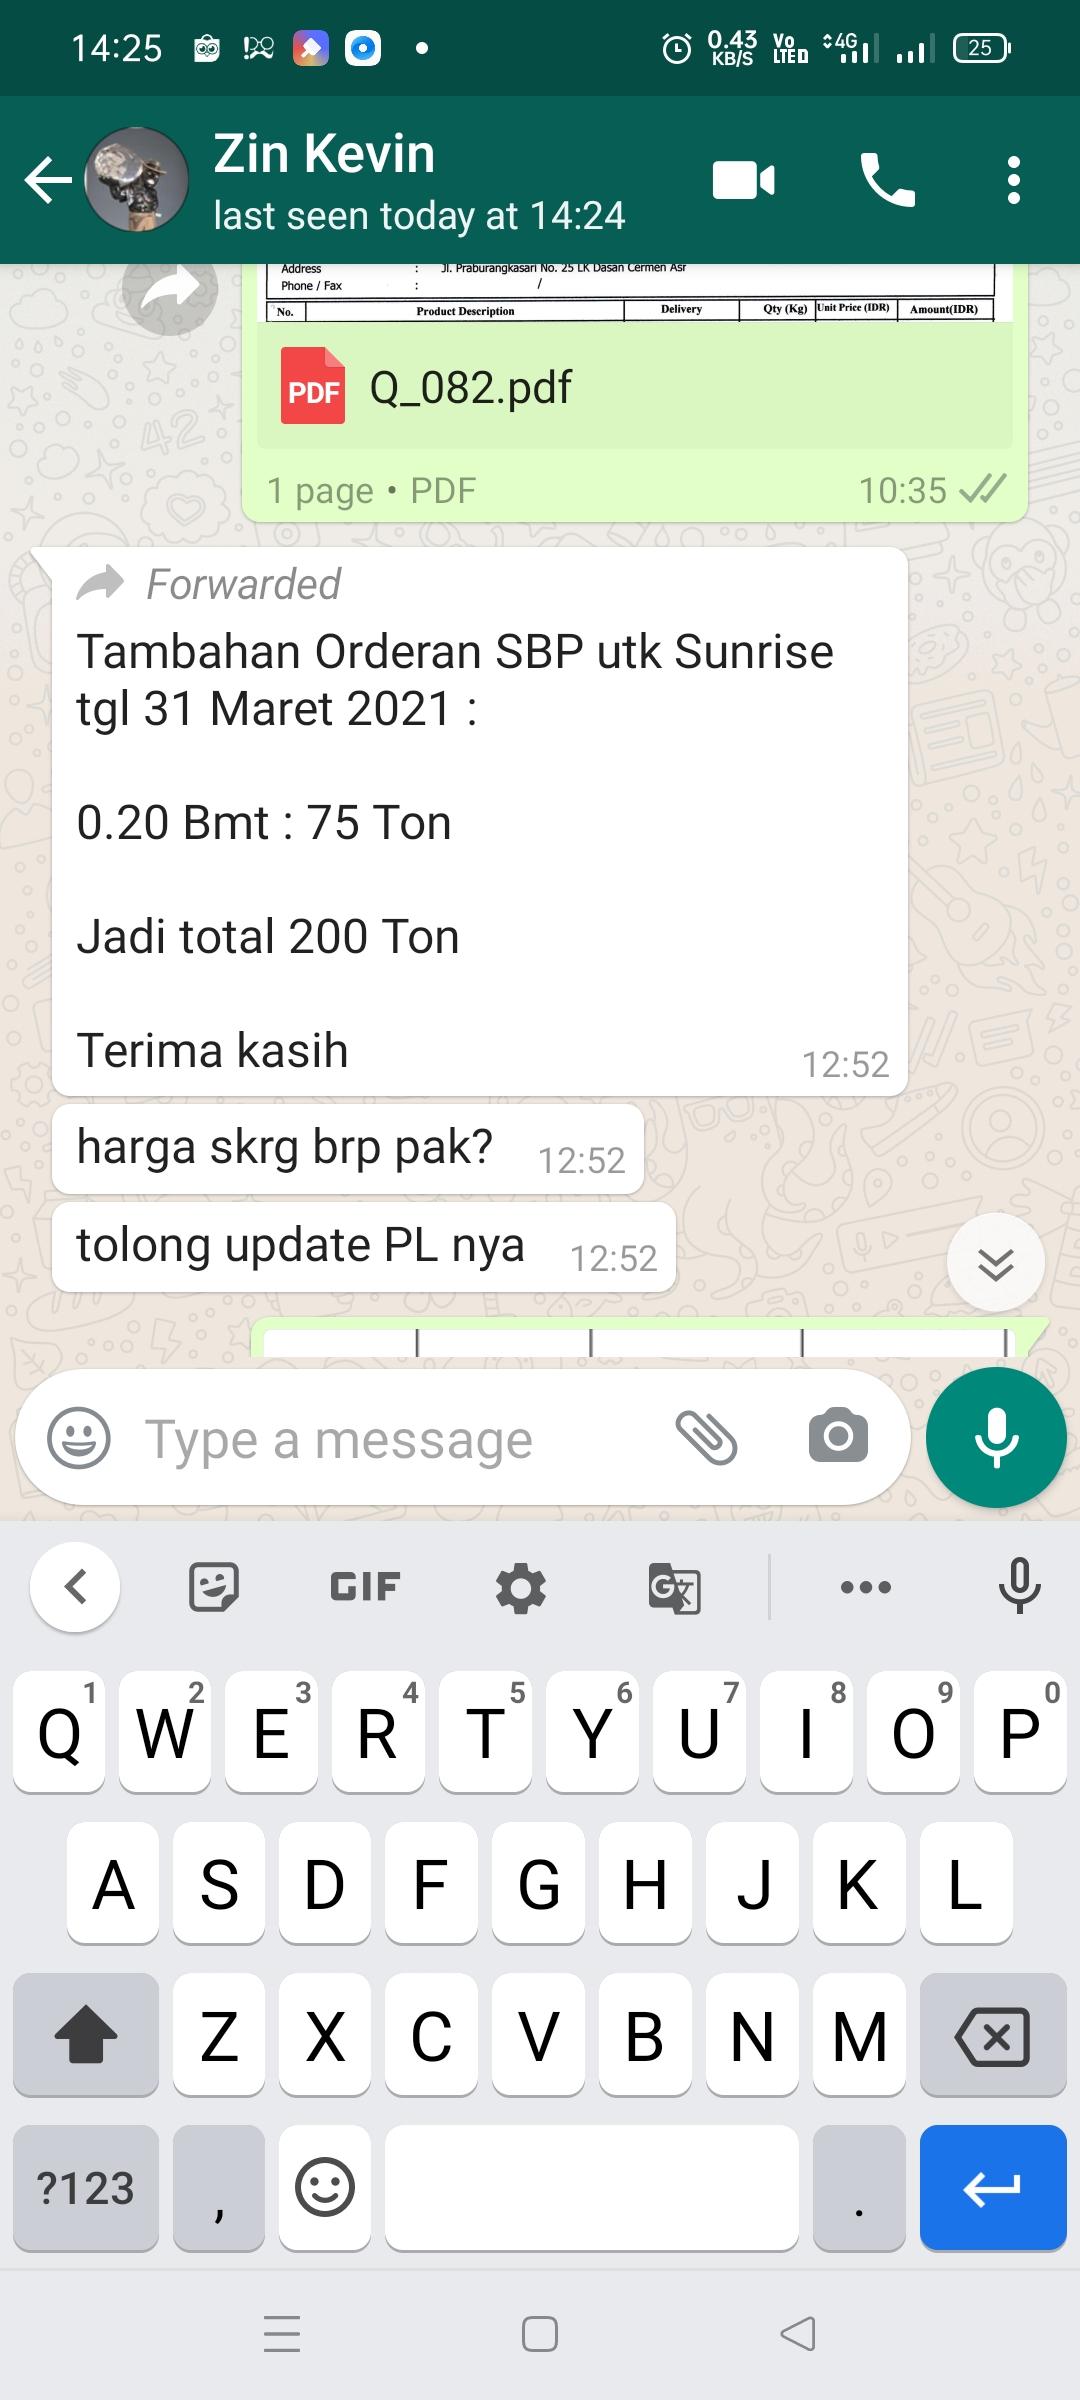 14:25
0.43
KB/S
Vo
LTE
4G
25
Zin Kevin
last seen today at 14:24
Address : Jl. Praburangkasari No. 25 LK Dasan Cermen Asr
Phone / Fax : /
No. Product Description Delivery Qty (Kg) Unit Price (IDR) Amount(IDR)
PDF Q_082.pdf
1 page • PDF 10:35
Forwarded
Tambahan Orderan SBP utk Sunrise
tgl 31 Maret 2021 :
0.20 Bmt : 75 Ton
Jadi total 200 Ton
Terima kasih 12:52
harga skrg brp pak? 12:52
tolong update PL nya 12:52
Type a message
GIF
1 2 3 4 5 6 7 8 9 0
Q W E R T Y U I O P
A S D F G H J K L
Z X C V B N M
?123 , .